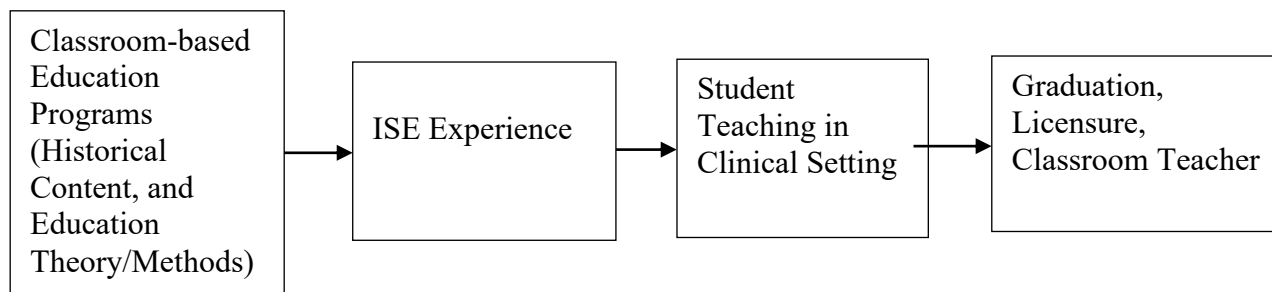 Classroom-based
Education
Programs
(Historical
Content, and
Education
Theory/Methods)
ISE Experience
Student
Teaching in
Clinical Setting
Graduation,
Licensure,
Classroom Teacher